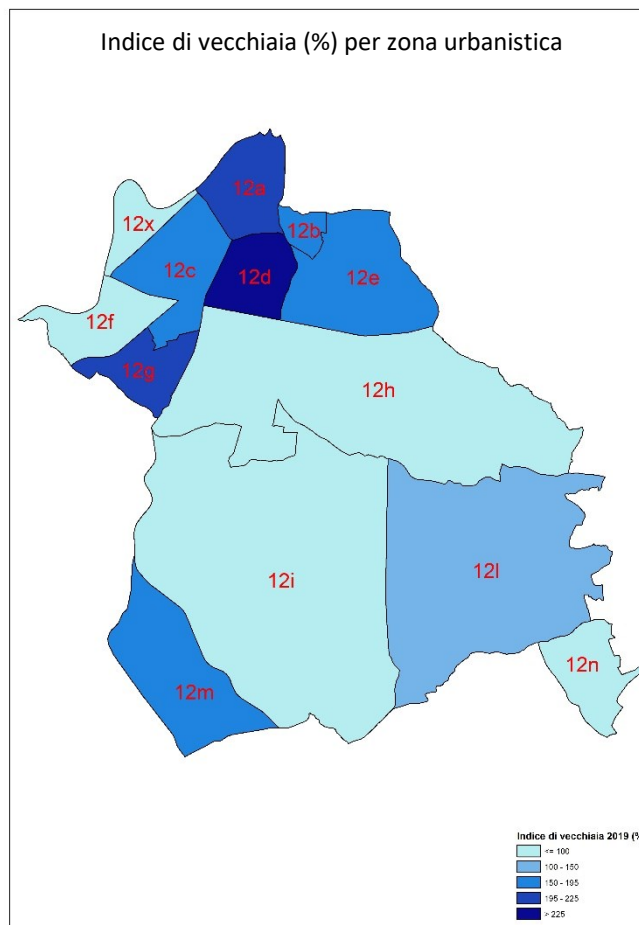 Indice di vecchiaia (%) per zona urbanistica
12a
12x
12b
12c
12d
12e
12f
12g
12h
12i
12l
12n
12m
Indice di vecchiaia 2019 (%
<= 100
100 - 150
150 - 195
195 - 225
> 225